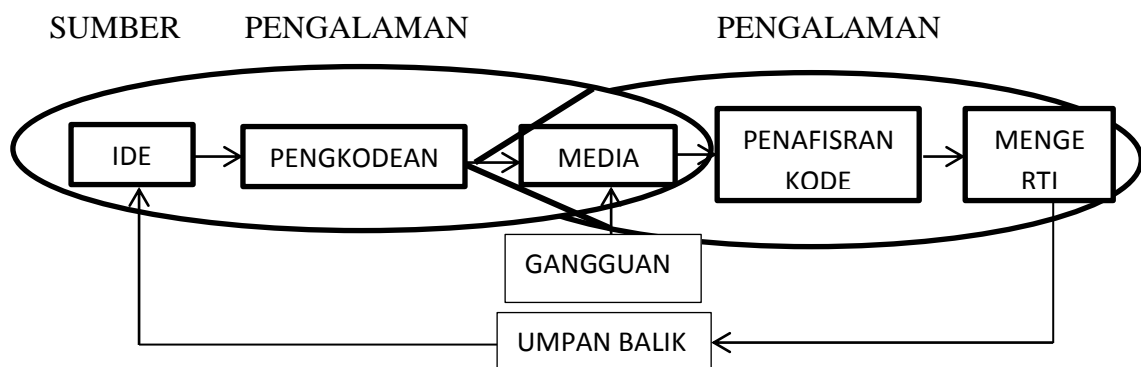 SUMBER PENGALAMAN PENGALAMAN
IDE PENGKODEAN MEDIA PENAFISRAN
KODE
MENGE
RTI
GANGGUAN
UMPAN BALIK